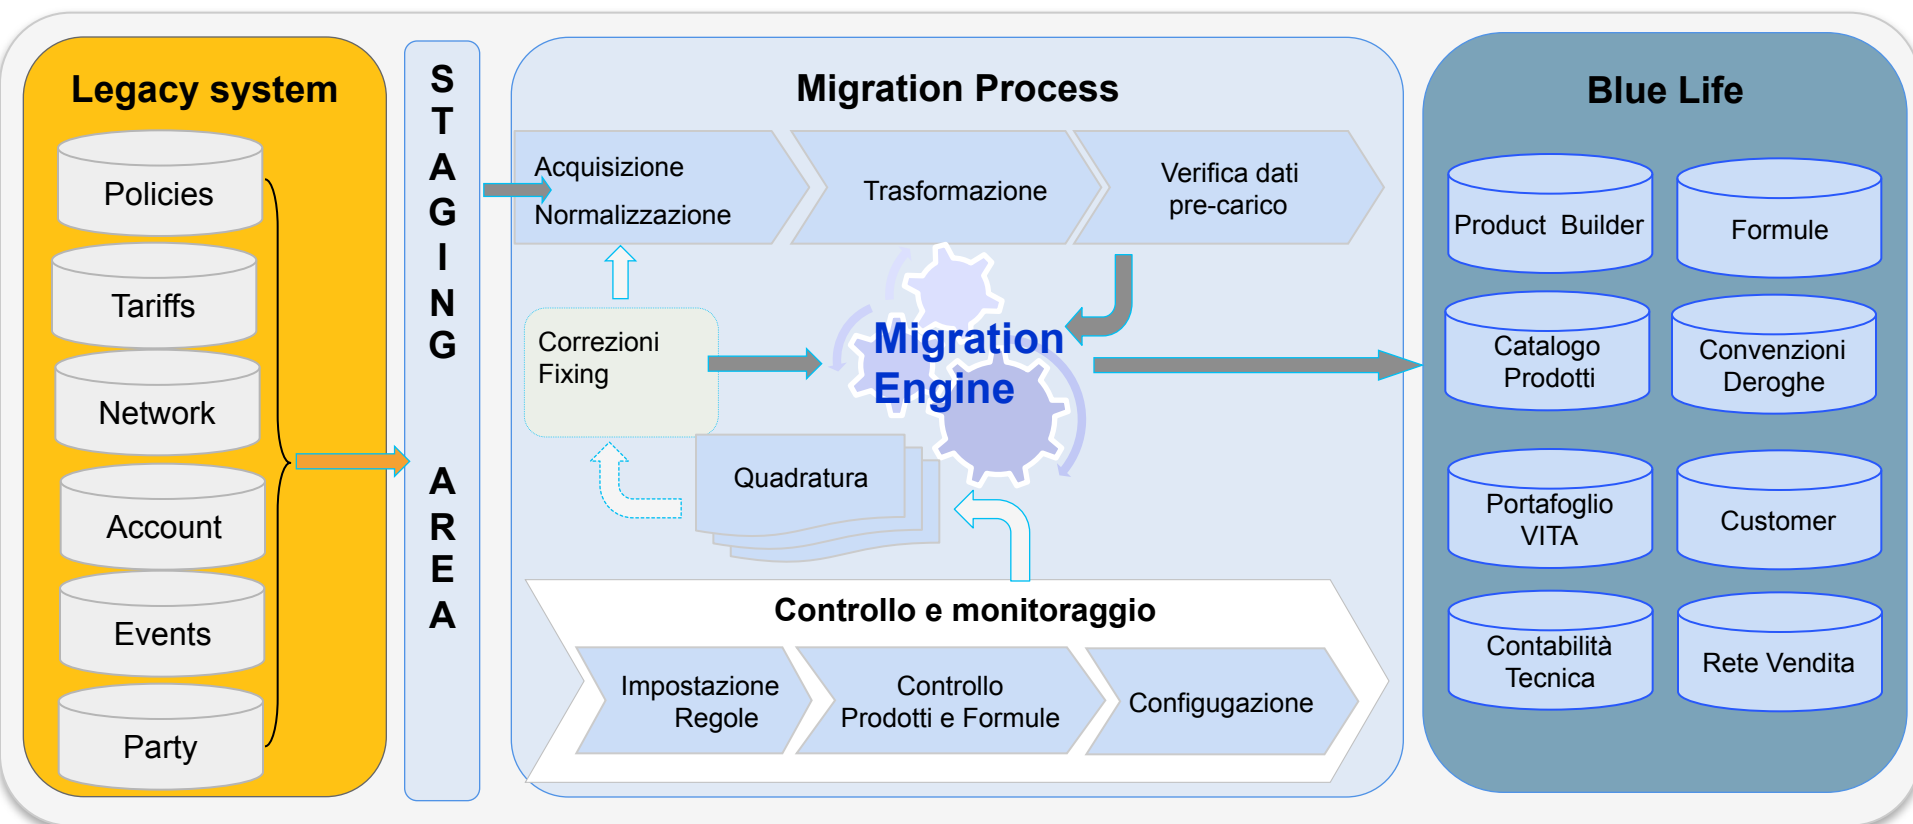 Legacy system
Policies
Tariffs
Network
Account
Events
Party
S
T
A
G
I
N
G
A
R
E
A
Migration Process
Acquisizione
Normalizzazione
Trasformazione
Verifica dati
pre-carico
Correzioni
Fixing
Migration
Engine
Quadratura
Controllo e monitoraggio
Impostazione
Regole
Controllo
Prodotti e Formule
Configugazione
Blue Life
Product Builder
Formule
Catalogo
Prodotti
Convenzioni
Deroghe
Portafoglio
VITA
Customer
Contabilità
Tecnica
Rete Vendita